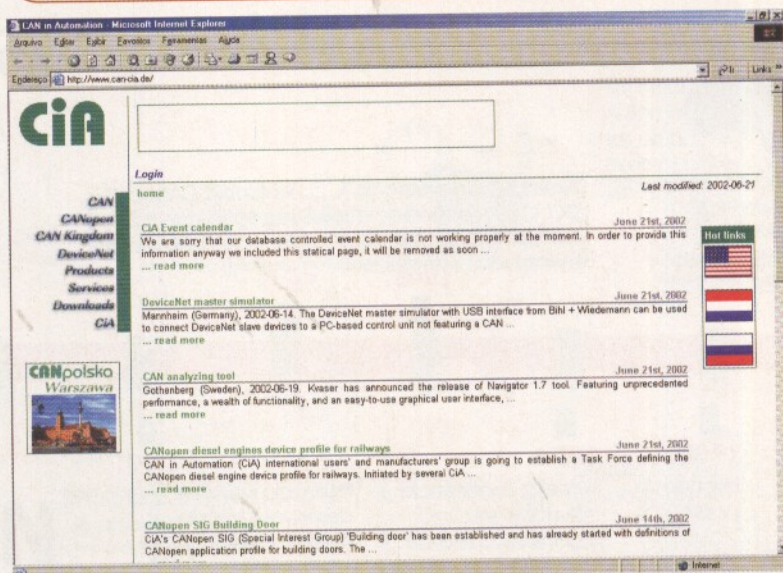 CAN in Automation - Microsoft Internet Explorer
Arquivo Editar Exibir Favoritos Ferramentas Ajuda
Endereço http://www.can-cia.de/
Ir Links »
CiA
Login
Last modified: 2002-06-21
home
CAN
CANopen
CAN Kingdom
DeviceNet
Products
Services
Downloads
CiA
CANpolska
Warszawa
CiA Event calendar June 21st, 2002
We are sorry that our database controlled event calendar is not working properly at the moment. In order to provide this
information anyway we included this statical page, it will be removed as soon ...
... read more
DeviceNet master simulator June 21st, 2002
Mannheim (Germany), 2002-06-14. The DeviceNet master simulator with USB interface from Bihl + Wiedemann can be used
to connect DeviceNet slave devices to a PC-based control unit not featuring a CAN ...
... read more
CAN analyzing tool June 21st, 2002
Gothenberg (Sweden), 2002-06-19. Kvaser has announced the release of Navigator 1.7 tool. Featuring unprecedented
performance, a wealth of functionality, and an easy-to-use graphical user interface, ...
... read more
CANopen diesel engines device profile for railways June 21st, 2002
CAN in Automation (CiA) international users' and manufacturers' group is going to establish a Task Force defining the
CANopen diesel engine device profile for railways. Initiated by several CiA ...
... read more
CANopen SIG Building Door June 14th, 2002
CiA's CANopen SIG (Special Interest Group) 'Building door' has been established and has already started with definitions of
CANopen application profile for building doors. The ...
Hot links
Internet